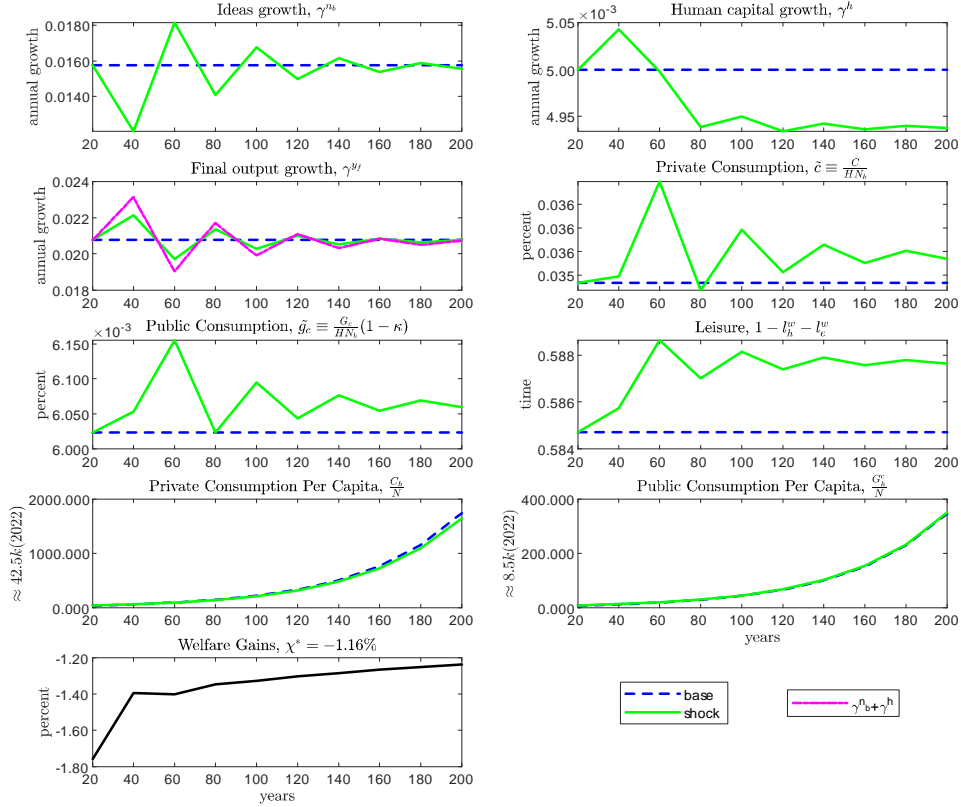 Ideas growth, γ^{n_b}
annual growth
0.0180
0.0160
0.0140
20 40 60 80 100 120 140 160 180 200
Human capital growth, γ^h
×10^{-3}
annual growth
5.05
5.00
4.95
20 40 60 80 100 120 140 160 180 200
Final output growth, γ^{y_f}
annual growth
0.024
0.022
0.020
0.018
20 40 60 80 100 120 140 160 180 200
Private Consumption, c̃ ≡ C/(HN_b)
percent
0.036
0.036
0.035
20 40 60 80 100 120 140 160 180 200
Public Consumption, g̃_c ≡ G_c/(HN_b) (1 − κ)
×10^{-3}
percent
6.150
6.100
6.050
6.000
20 40 60 80 100 120 140 160 180 200
Leisure, 1 − l_h^w − l_e^w
time
0.588
0.586
0.584
20 40 60 80 100 120 140 160 180 200
Private Consumption Per Capita, C_h/N
≈ 42.5k(2022)
2000.000
1000.000
0.000
20 40 60 80 100 120 140 160 180 200
Public Consumption Per Capita, G_h^c/N
≈ 8.5k(2022)
400.000
200.000
0.000
20 40 60 80 100 120 140 160 180 200
years
Welfare Gains, χ* = −1.16%
percent
-1.20
-1.40
-1.60
-1.80
20 40 60 80 100 120 140 160 180 200
years
base
shock
γ^{n_b}+γ^h